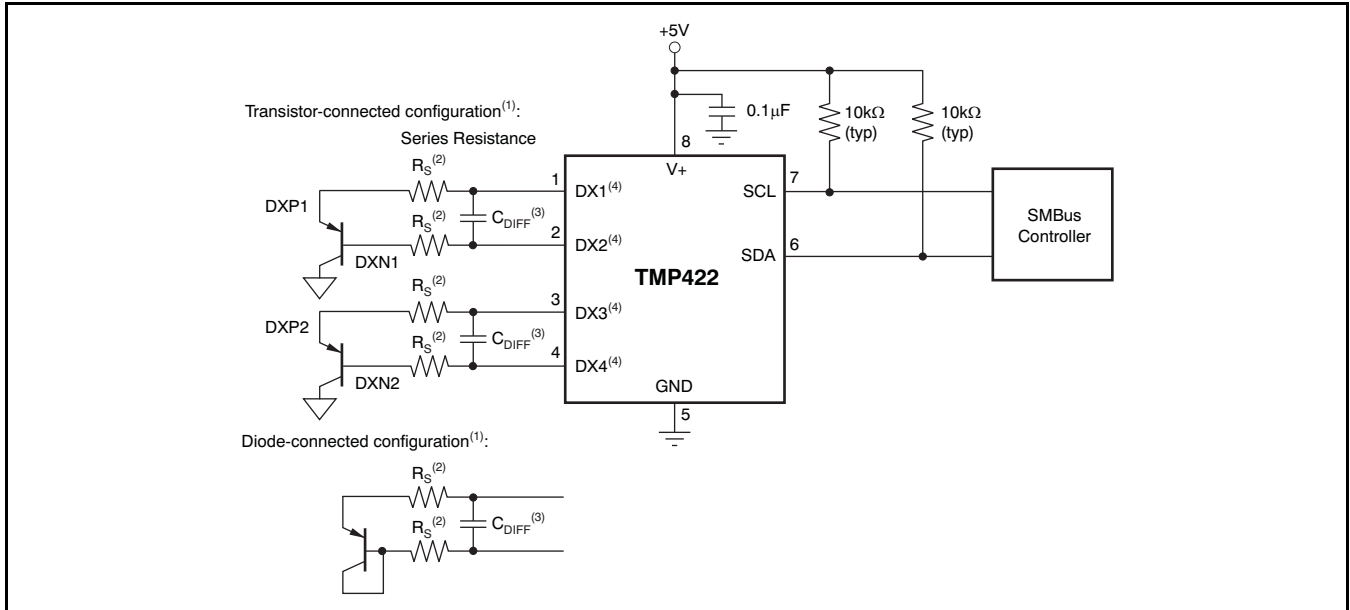 +5V
Transistor-connected configuration(1):
Series Resistance
0.1μF
10kΩ
(typ)
10kΩ
(typ)
8
V+
RS(2)
1
DX1(4)
SCL
7
DXP1
CDIFF(3)
SMBus
Controller
RS(2)
2
DX2(4)
DXN1
SDA
6
TMP422
RS(2)
3
DX3(4)
DXP2
CDIFF(3)
RS(2)
4
DX4(4)
DXN2
GND
5
Diode-connected configuration(1):
RS(2)
CDIFF(3)
RS(2)